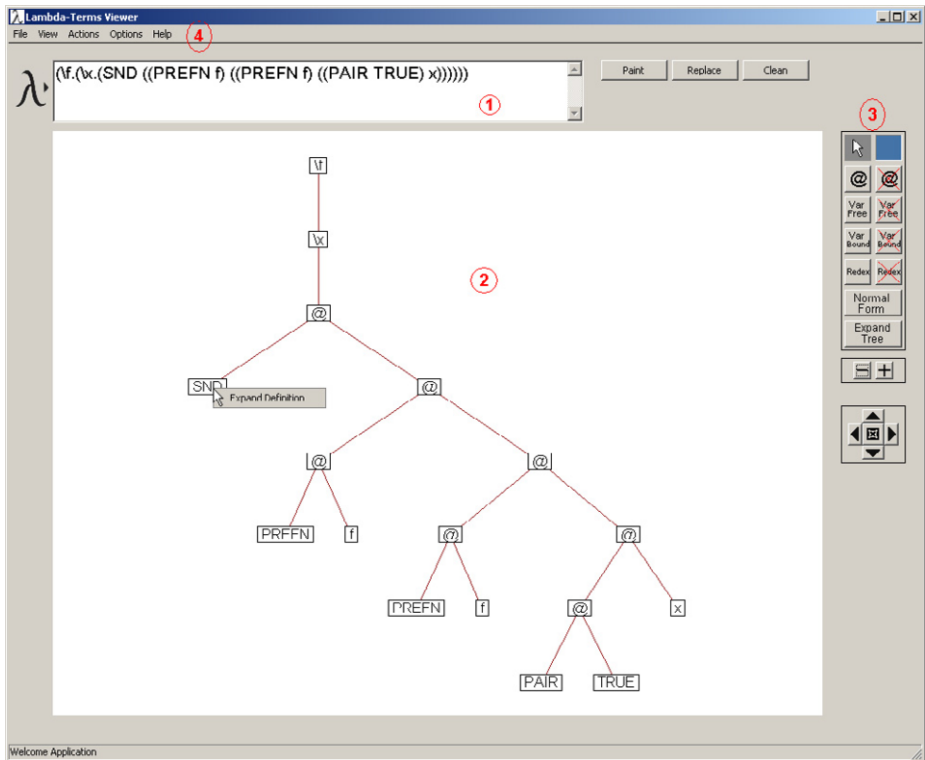 Lambda-Terms Viewer
File View Actions Options Help
4
λ
(\f.(\x.(SND ((PREFN f) ((PREFN f) ((PAIR TRUE) x))))))
1
Paint Replace Clean
3
@ @
Var Free Var Free
Var Bound Var Bound
Redex Redex
Normal
Form
Expand
Tree
\f
\x
2
@
SND @
Expand Definition
@ @
PREFN f @ @
PREFN f @ x
PAIR TRUE
Welcome Application